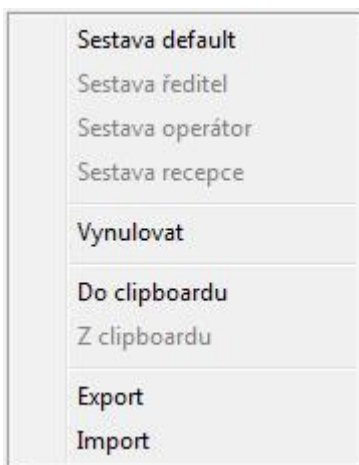 Sestava default
Sestava ředitel
Sestava operátor
Sestava recepce
Vynulovat
Do clipboardu
Z clipboardu
Export
Import